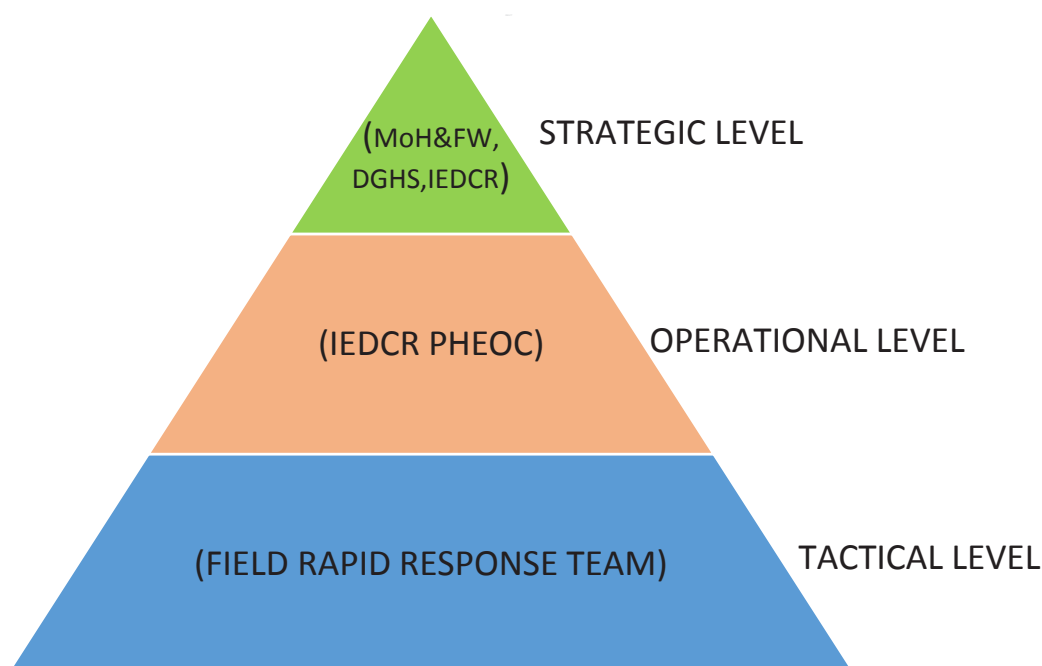 (MoH&FW,
DGHS,IEDCR)
STRATEGIC LEVEL
(IEDCR PHEOC)
OPERATIONAL LEVEL
(FIELD RAPID RESPONSE TEAM)
TACTICAL LEVEL